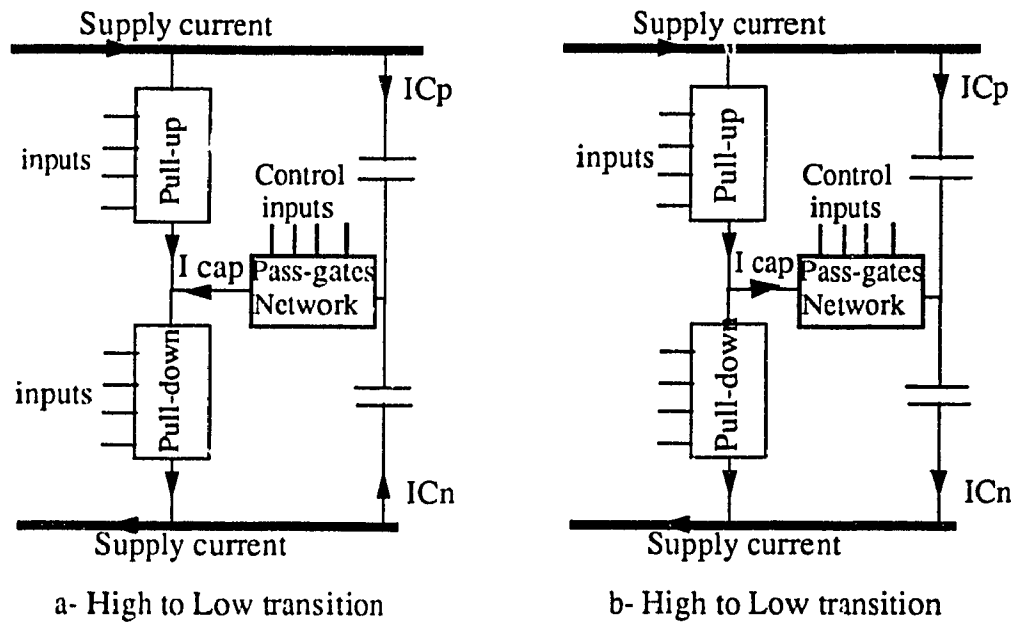 Supply current
ICp
Pull-up
inputs
Control
inputs
I cap
Pass-gates
Network
Pull-down
inputs
ICn
Supply current
a- High to Low transition
Supply current
ICp
Pull-up
inputs
Control
inputs
I cap
Pass-gates
Network
Pull-down
ICn
Supply current
b- High to Low transition